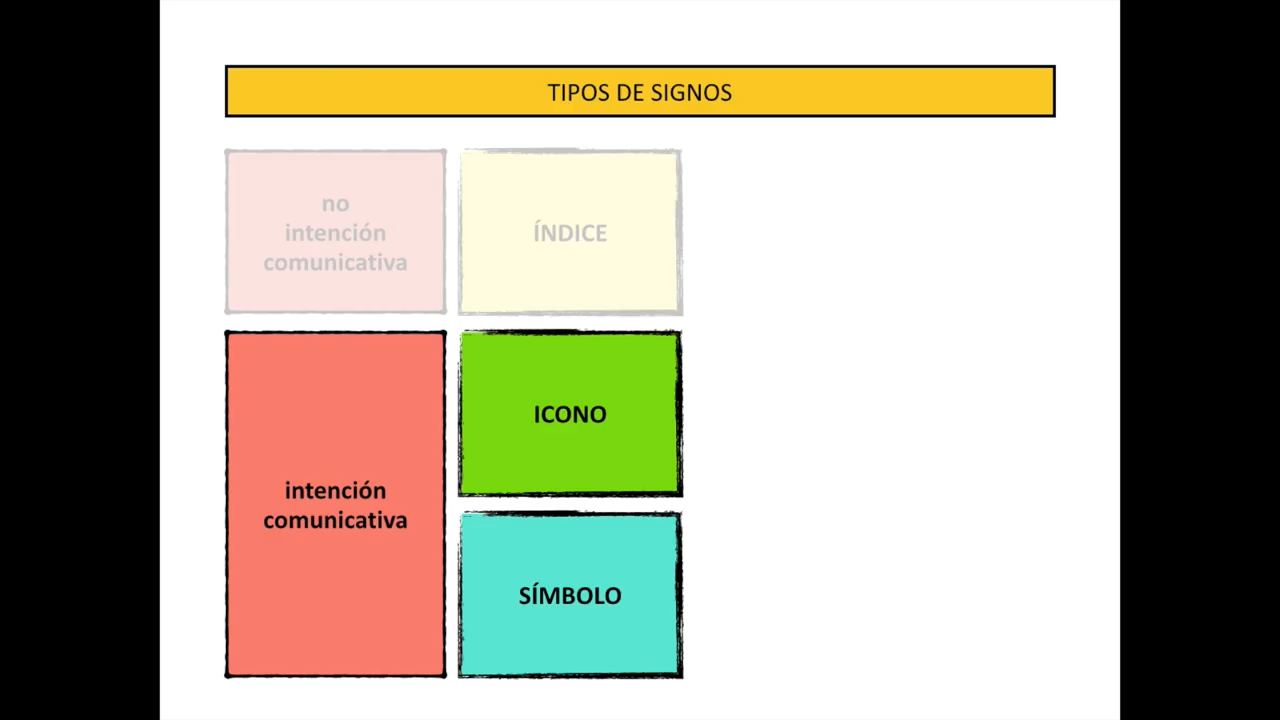 TIPOS DE SIGNOS
no
intención
comunicativa
ÍNDICE
intención
comunicativa
ICONO
SÍMBOLO